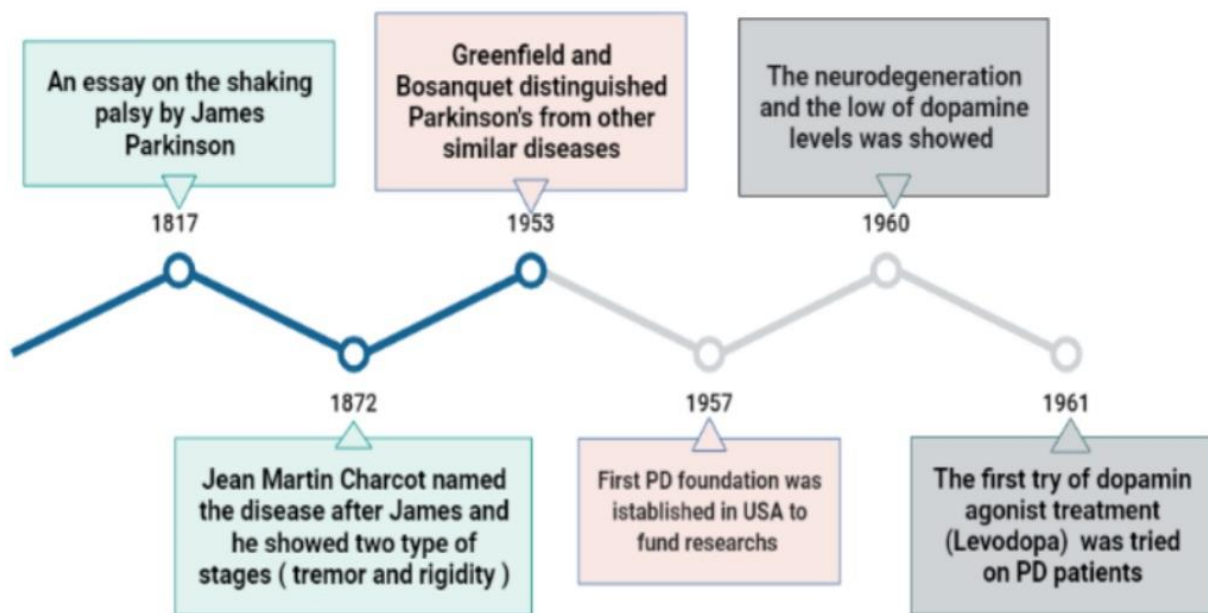 An essay on the shaking
palsy by James
Parkinson
1817
Greenfield and
Bosanquet distinguished
Parkinson's from other
similar diseases
1953
The neurodegeneration
and the low of dopamine
levels was showed
1960
1872
Jean Martin Charcot named
the disease after James and
he showed two type of
stages ( tremor and rigidity )
1957
First PD foundation was
istablished in USA to
fund researchs
1961
The first try of dopamin
agonist treatment
(Levodopa) was tried
on PD patients